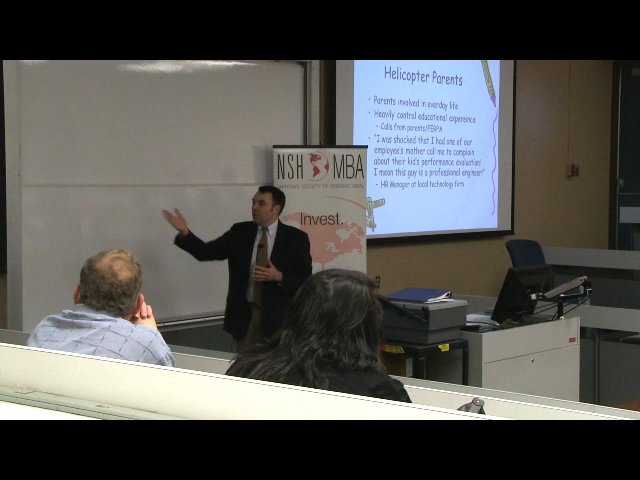 Helicopter Parents
• Parents involved in everday life
• Heavily control educational expereince
– Calls from parents/FERPA
• "I was shocked that I had one of our
employee's mother call me to complain
about their kid's performance evaluation!
I mean this guy is a professional engineer!"
– HR Manager at local technology firm
NSH MBA
NATIONAL SOCIETY OF HISPANIC MBAs
Invest.